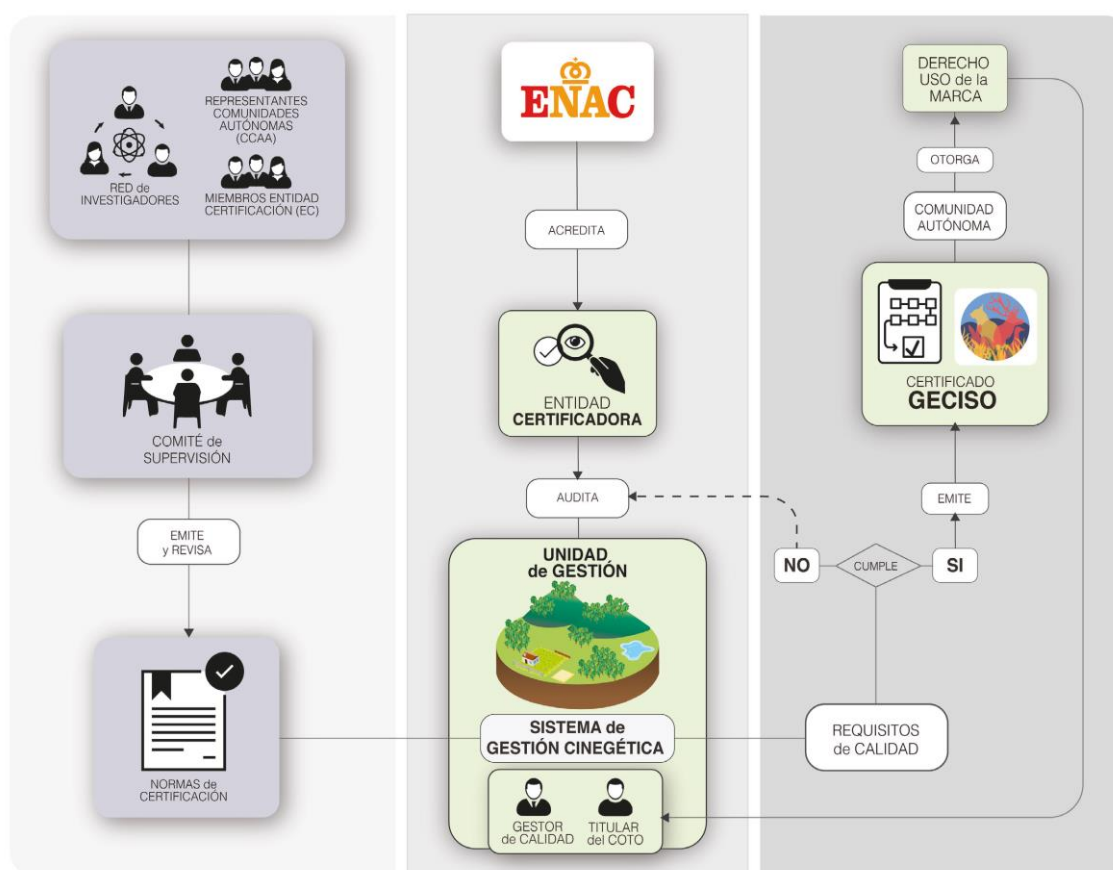 REPRESENTANTES
COMUNIDADES
AUTÓNOMAS
(CCAA)
RED de
INVESTIGADORES
MIEMBROS ENTIDAD
CERTIFICACIÓN (EC)
COMITÉ de
SUPERVISIÓN
EMITE
y REVISA
NORMAS de
CERTIFICACIÓN
ENAC
ACREDITA
ENTIDAD
CERTIFICADORA
AUDITA
UNIDAD
de GESTIÓN
SISTEMA de
GESTIÓN CINEGÉTICA
GESTOR
de CALIDAD
TITULAR
del COTO
DERECHO
USO de la
MARCA
OTORGA
COMUNIDAD
AUTÓNOMA
CERTIFICADO
GECISO
EMITE
NO
CUMPLE
SI
REQUISITOS
de CALIDAD